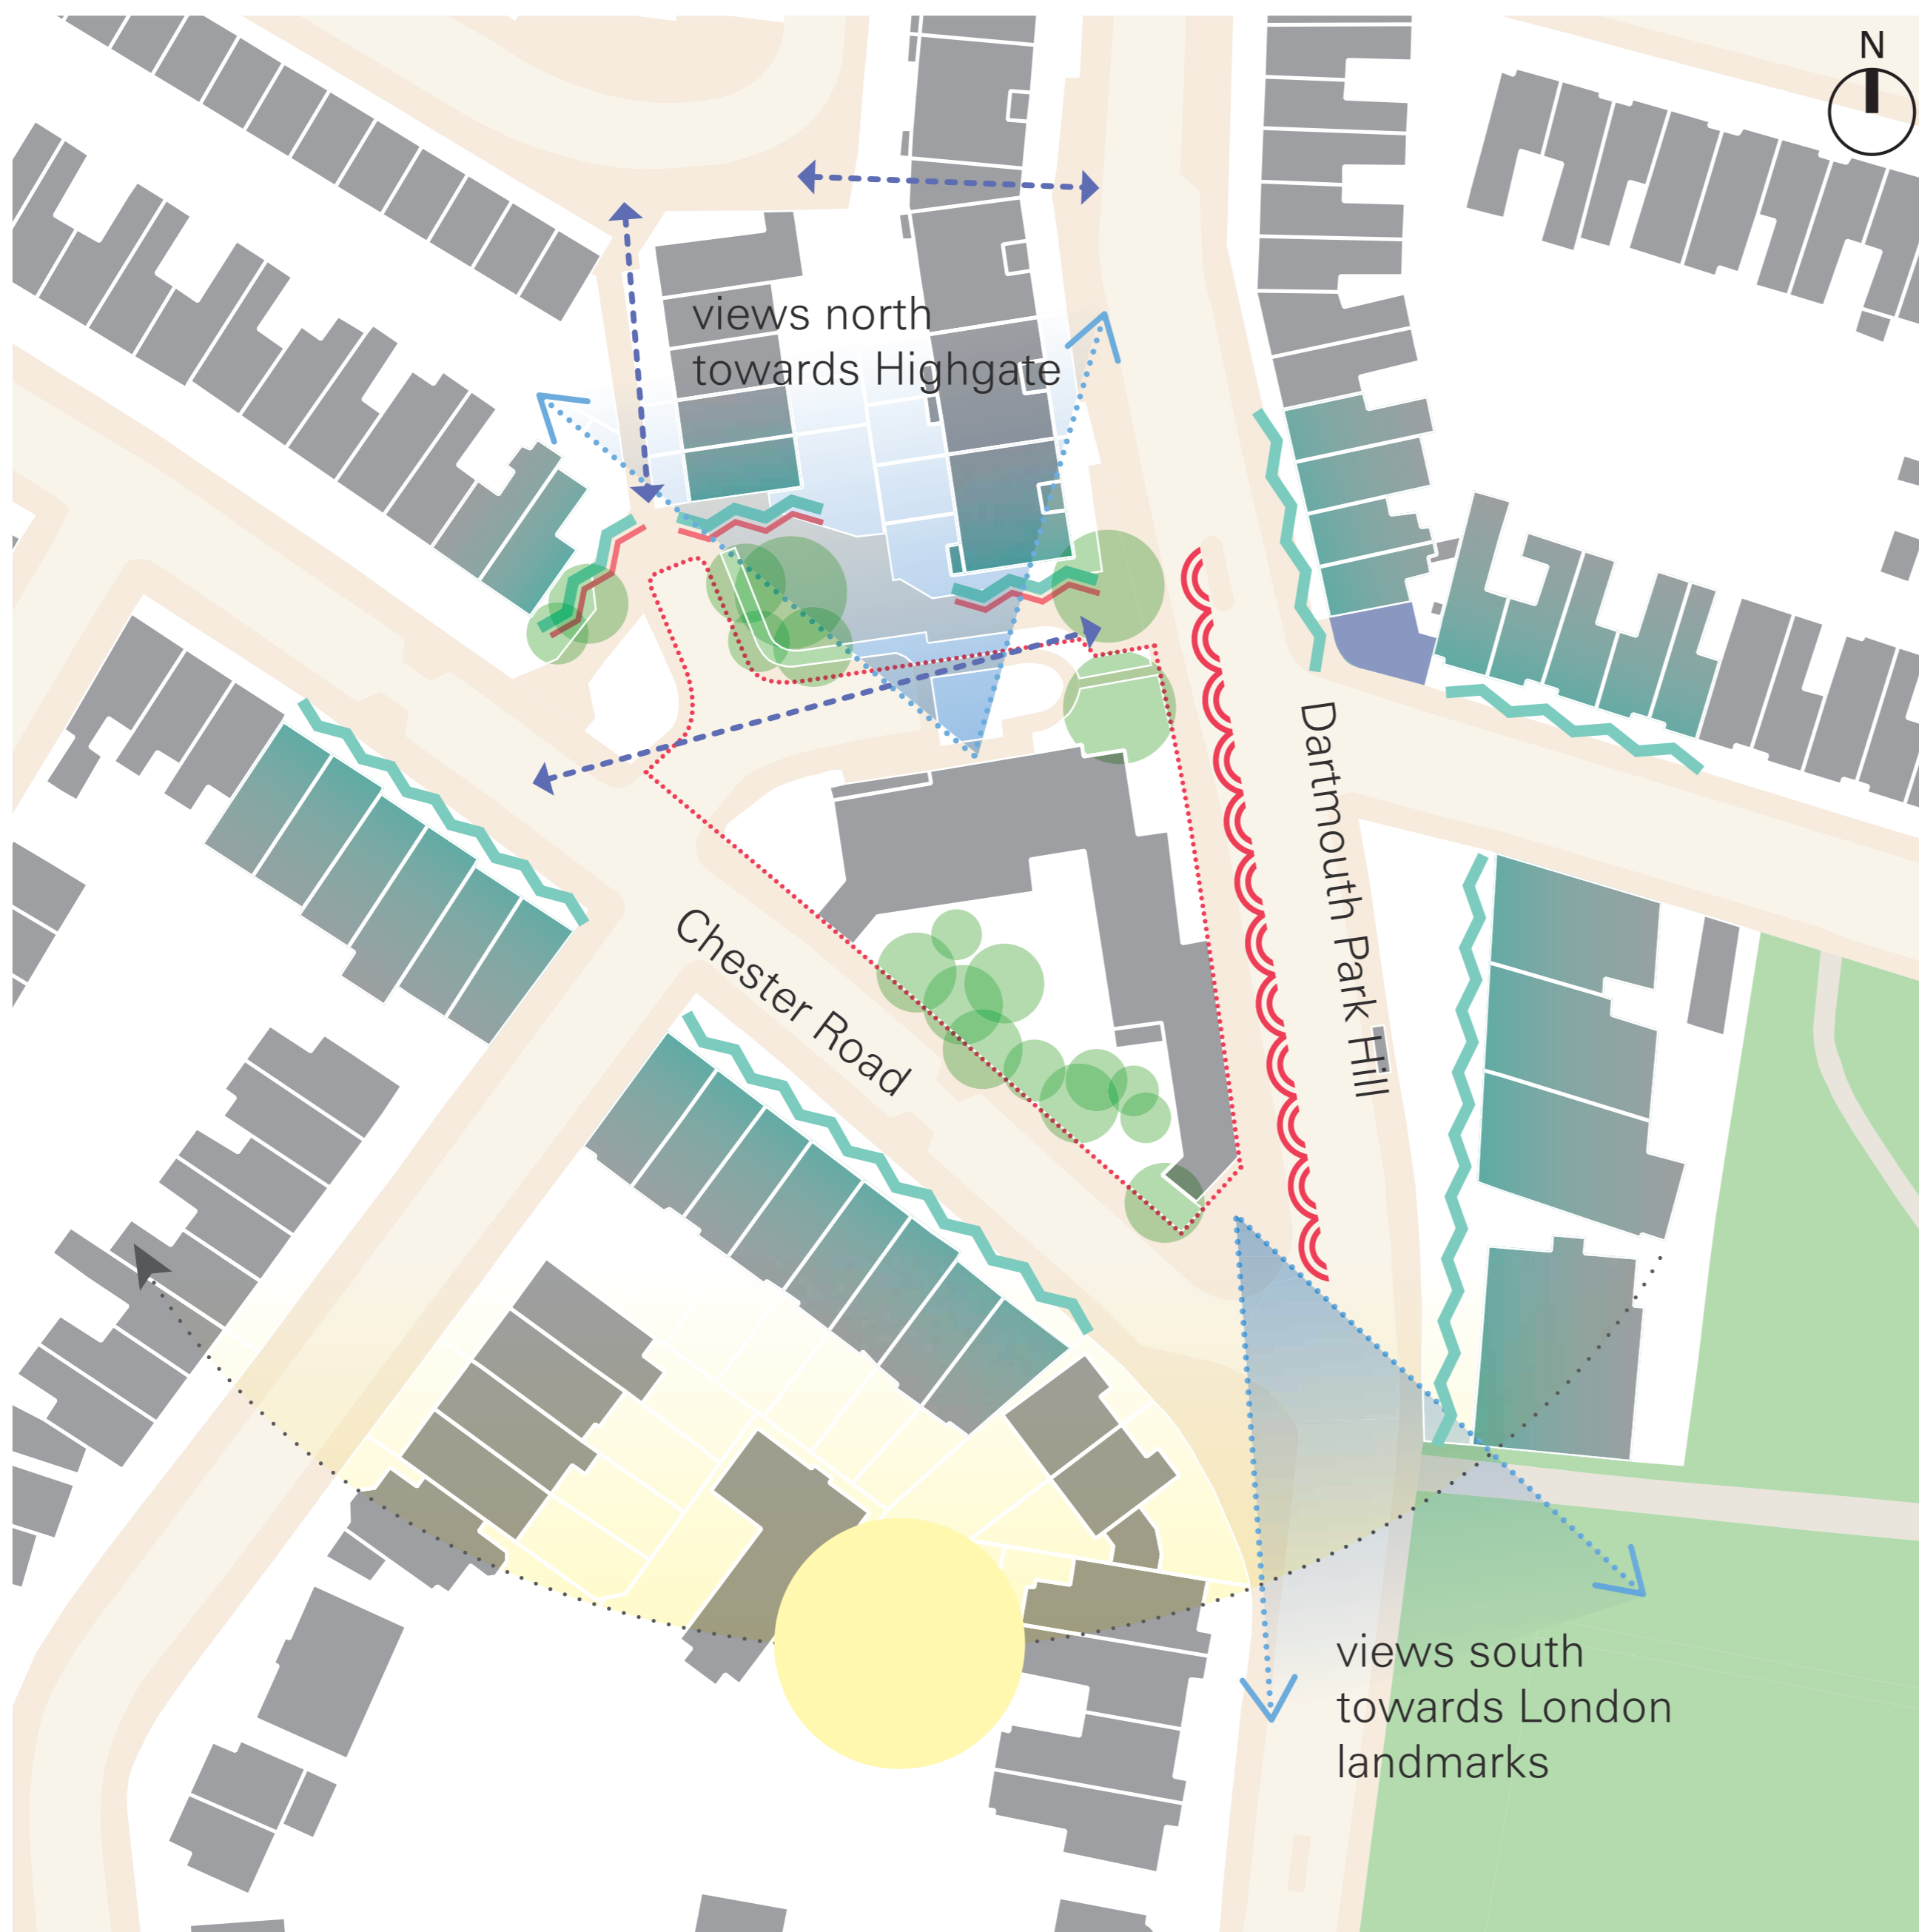 N
views north
towards Highgate
Dartmouth Park Hill
Chester Road
views south
towards London
landmarks